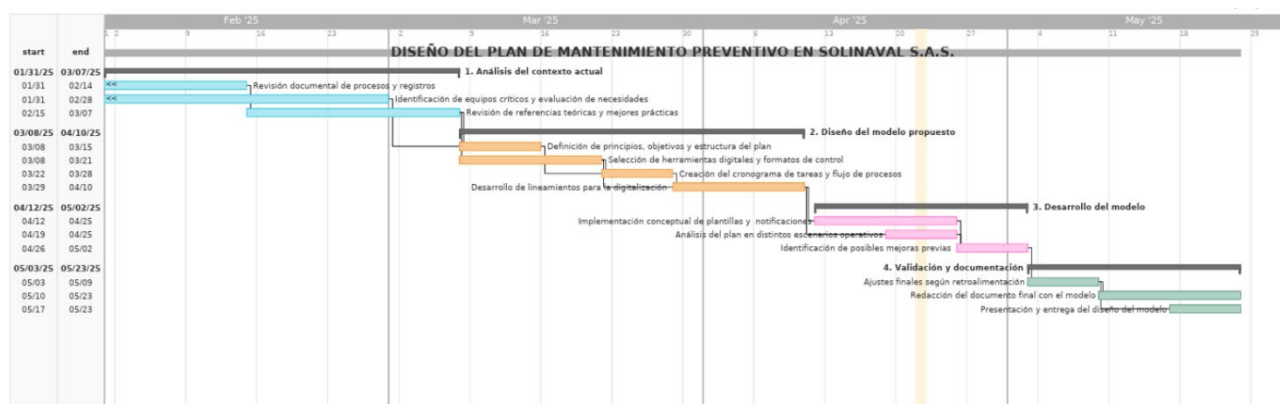 Feb '25 Mar '25 Apr '25 May '25
2 9 16 23 2 9 16 23 30 6 13 20 27 4 11 18 25
start end DISEÑO DEL PLAN DE MANTENIMIENTO PREVENTIVO EN SOLINAVAL S.A.S.
01/31/25 03/07/25 1. Análisis del contexto actual
01/31 02/14 << Revisión documental de procesos y registros
01/31 02/28 << Identificación de equipos críticos y evaluación de necesidades
02/15 03/07 Revisión de referencias teóricas y mejores prácticas
03/08/25 04/10/25 2. Diseño del modelo propuesto
03/08 03/15 Definición de principios, objetivos y estructura del plan
03/08 03/21 Selección de herramientas digitales y formatos de control
03/22 03/28 Creación del cronograma de tareas y flujo de procesos
03/29 04/10 Desarrollo de lineamientos para la digitalización
04/12/25 05/02/25 3. Desarrollo del modelo
04/12 04/25 Implementación conceptual de plantillas y notificaciones
04/19 04/25 Análisis del plan en distintos escenarios operativos
04/26 05/02 Identificación de posibles mejoras previas
05/03/25 05/23/25 4. Validación y documentación
05/03 05/09 Ajustes finales según retroalimentación
05/10 05/23 Redacción del documento final con el modelo
05/17 05/23 Presentación y entrega del diseño del modelo